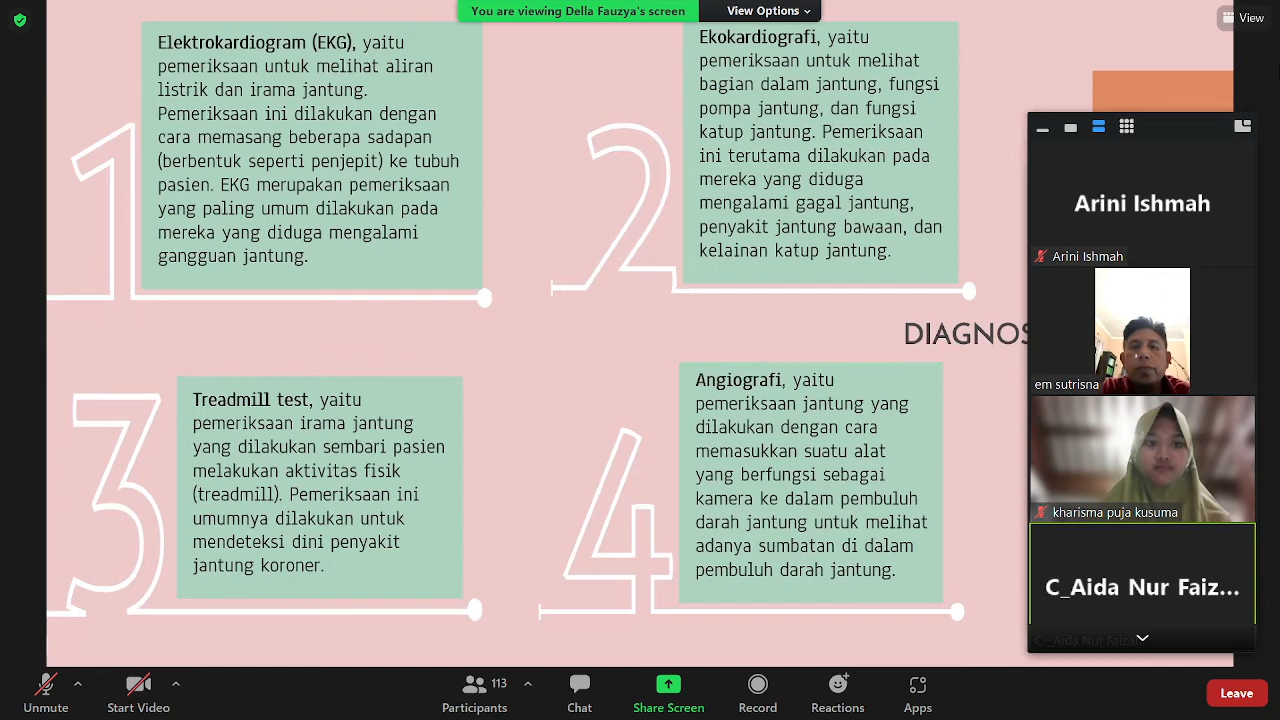 You are viewing Della Fauzya's screen
View Options
View
Elektrokardiogram (EKG), yaitu
pemeriksaan untuk melihat aliran
listrik dan irama jantung.
Pemeriksaan ini dilakukan dengan
cara memasang beberapa sadapan
(berbentuk seperti penjepit) ke tubuh
pasien. EKG merupakan pemeriksaan
yang paling umum dilakukan pada
mereka yang diduga mengalami
gangguan jantung.
1
Ekokardiografi, yaitu
pemeriksaan untuk melihat
bagian dalam jantung, fungsi
pompa jantung, dan fungsi
katup jantung. Pemeriksaan
ini terutama dilakukan pada
mereka yang diduga
mengalami gagal jantung,
penyakit jantung bawaan, dan
kelainan katup jantung.
2
DIAGNOS
Treadmill test, yaitu
pemeriksaan irama jantung
yang dilakukan sembari pasien
melakukan aktivitas fisik
(treadmill). Pemeriksaan ini
umumnya dilakukan untuk
mendeteksi dini penyakit
jantung koroner.
3
Angiografi, yaitu
pemeriksaan jantung yang
dilakukan dengan cara
memasukkan suatu alat
yang berfungsi sebagai
kamera ke dalam pembuluh
darah jantung untuk melihat
adanya sumbatan di dalam
pembuluh darah jantung.
4
Arini Ishmah
Arini Ishmah
em sutrisna
kharisma puja kusuma
C_Aida Nur Faiz...
Unmute
Start Video
113
Participants
Chat
Share Screen
Record
Reactions
Apps
Leave